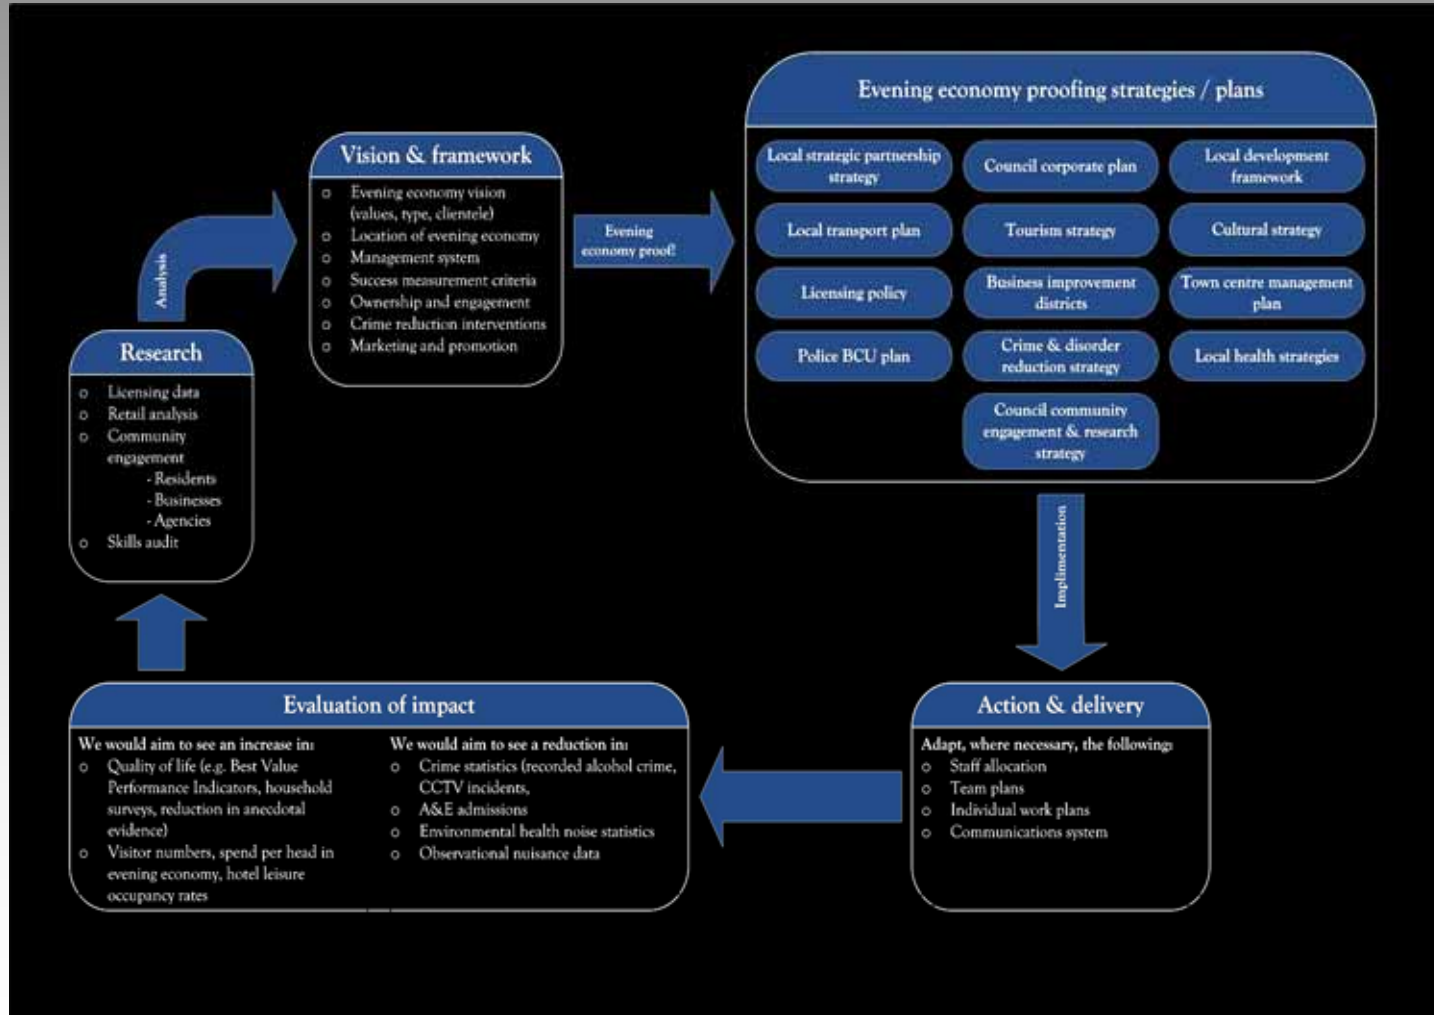 Evening economy proofing strategies / plans
Local strategic partnership
strategy
Council corporate plan
Local development
framework
Local transport plan
Tourism strategy
Cultural strategy
Licensing policy
Business improvement
districts
Town centre management
plan
Police BCU plan
Crime & disorder
reduction strategy
Local health strategies
Council community
engagement & research
strategy
Vision & framework
o Evening economy vision
(values, type, clientele)
o Location of evening economy
o Management system
o Success measurement criteria
o Ownership and engagement
o Crime reduction interventions
o Marketing and promotion
Evening
economy proof!
Analysis
Research
o Licensing data
o Retail analysis
o Community
engagement
- Residents
- Businesses
- Agencies
o Skills audit
Implimentation
Evaluation of impact
We would aim to see an increase in:
o Quality of life (e.g. Best Value
Performance Indicators, household
surveys, reduction in anecdotal
evidence)
o Visitor numbers, spend per head in
evening economy, hotel leisure
occupancy rates
We would aim to see a reduction in:
o Crime statistics (recorded alcohol crime,
CCTV incidents,
o A&E admissions
o Environmental health noise statistics
o Observational nuisance data
Action & delivery
Adapt, where necessary, the following:
o Staff allocation
o Team plans
o Individual work plans
o Communications system